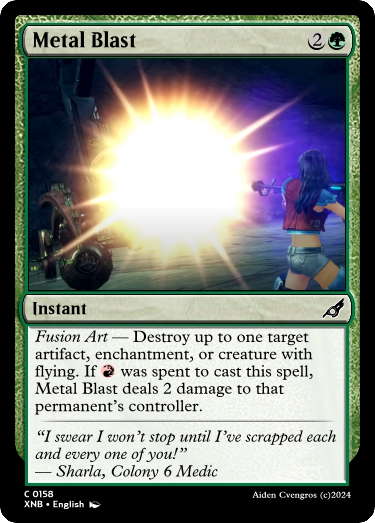 Metal Blast 2
Instant
Fusion Art — Destroy up to one target
artifact, enchantment, or creature with
flying. If was spent to cast this spell,
Metal Blast deals 2 damage to that
permanent's controller.
“I swear I won't stop until I've scrapped each
and every one of you!”
— Sharla, Colony 6 Medic
C 0158
XNB • English Aiden Cvengros (c)2024